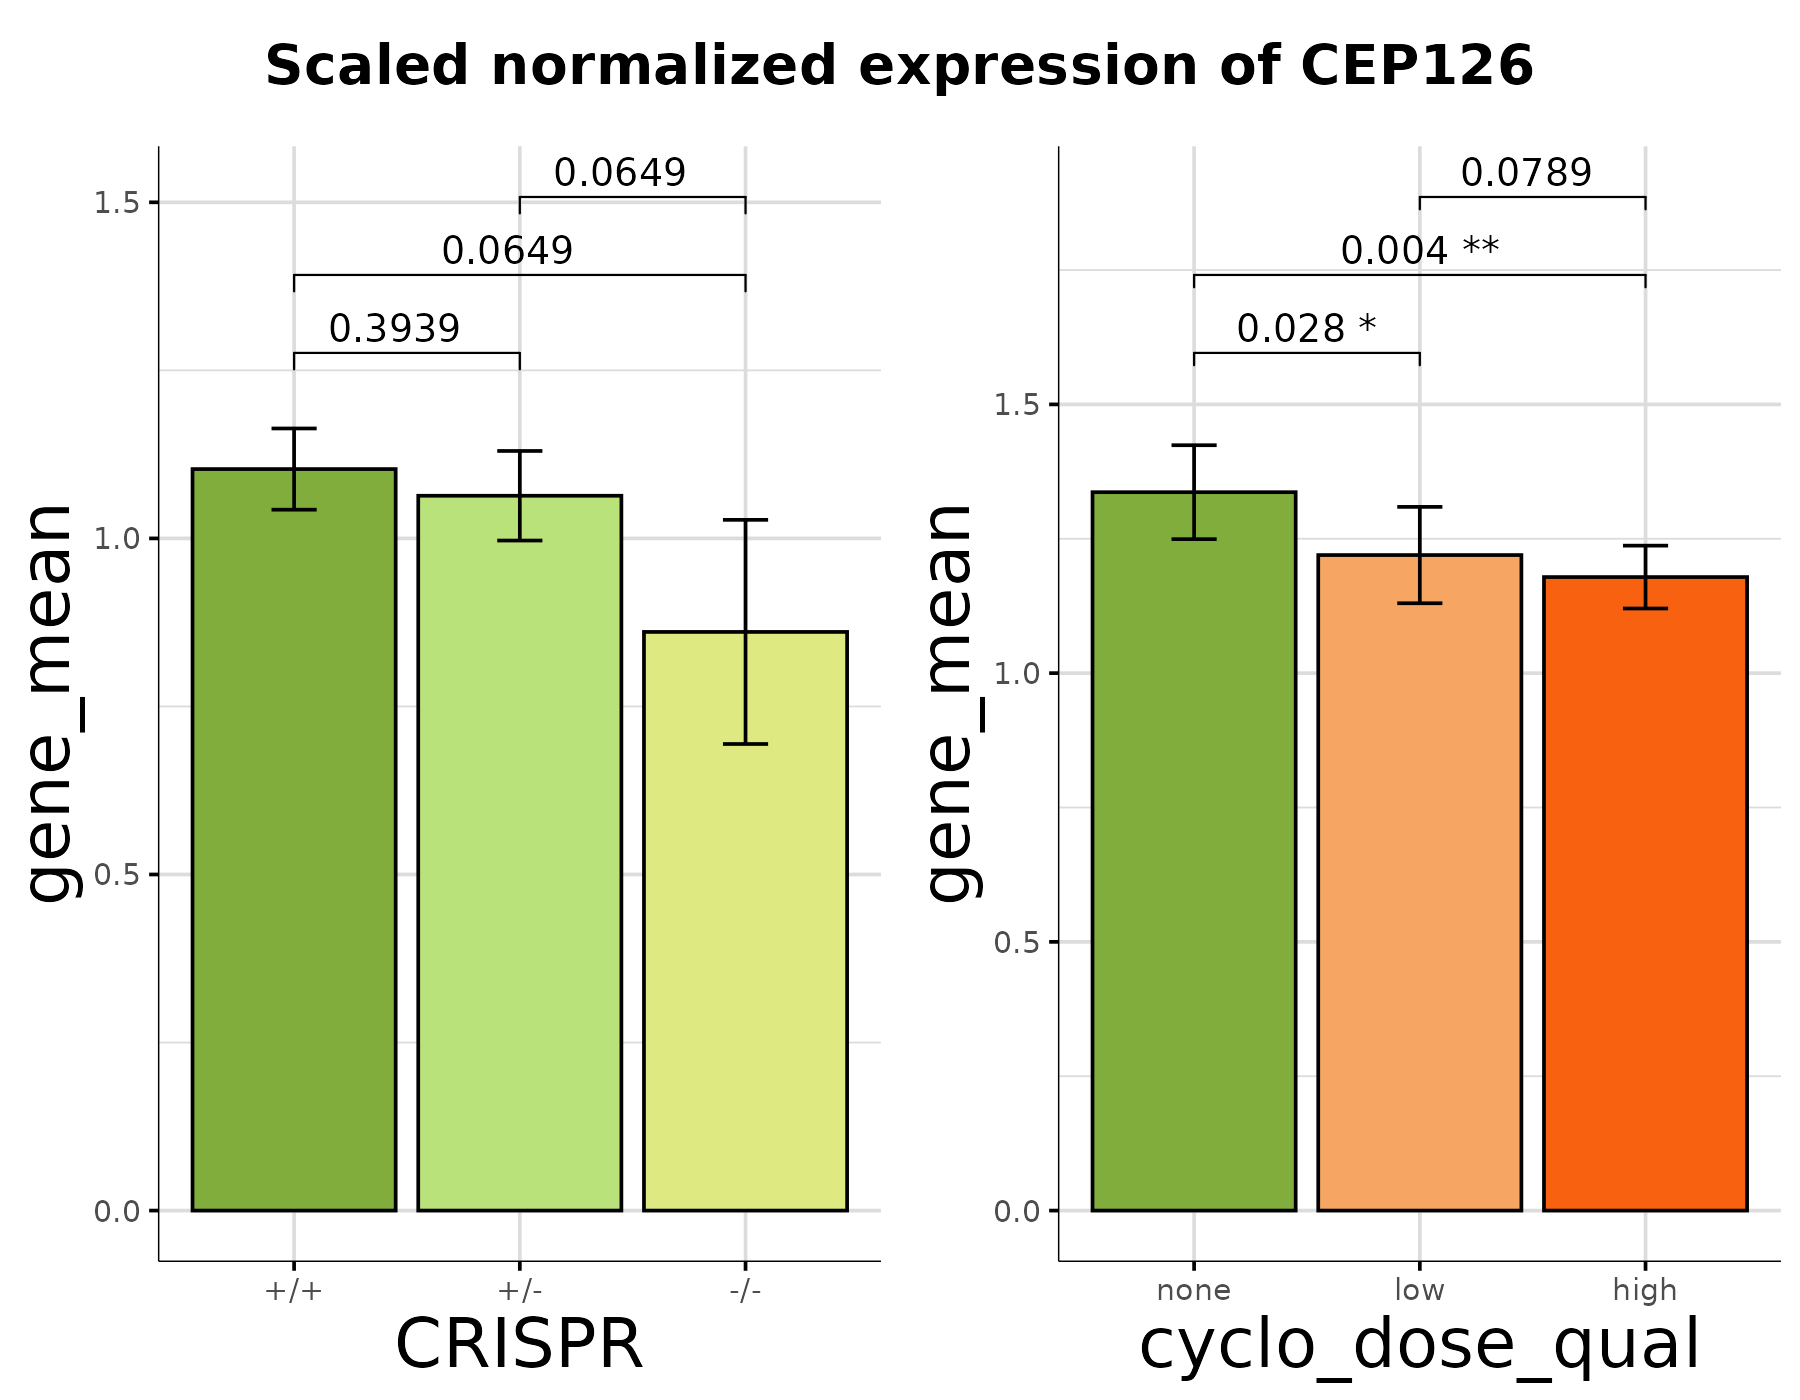 Scaled normalized expression of CEP126
gene_mean
1.5
1.0
0.5
0.0
0.0649
0.0649
0.3939
+/+ +/- -/-
CRISPR
gene_mean
1.5
1.0
0.5
0.0
0.0789
0.004 **
0.028 *
none low high
cyclo_dose_qual